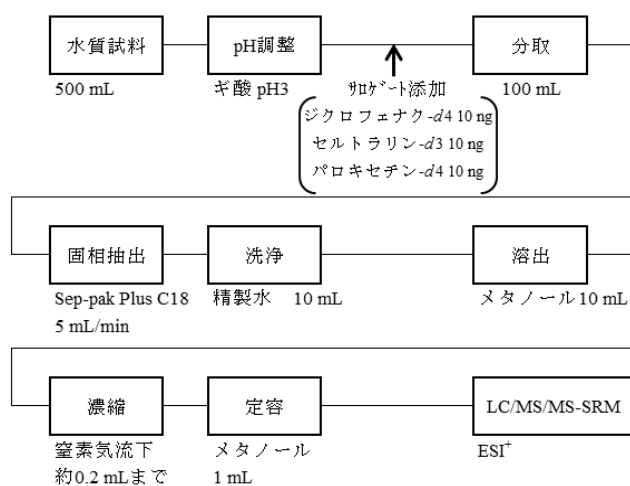 水質試料
pH調整
分取
500 mL
ギ酸 pH3
ｻﾛｹﾞｰﾄ添加
100 mL
ジクロフェナク-d4 10 ng
セルトラリン-d3 10 ng
パロキセチン-d4 10 ng
固相抽出
洗浄
溶出
Sep-pak Plus C18
精製水 10 mL
メタノール10 mL
5 mL/min
濃縮
定容
LC/MS/MS-SRM
窒素気流下
メタノール
ESI+
約0.2 mLまで
1 mL